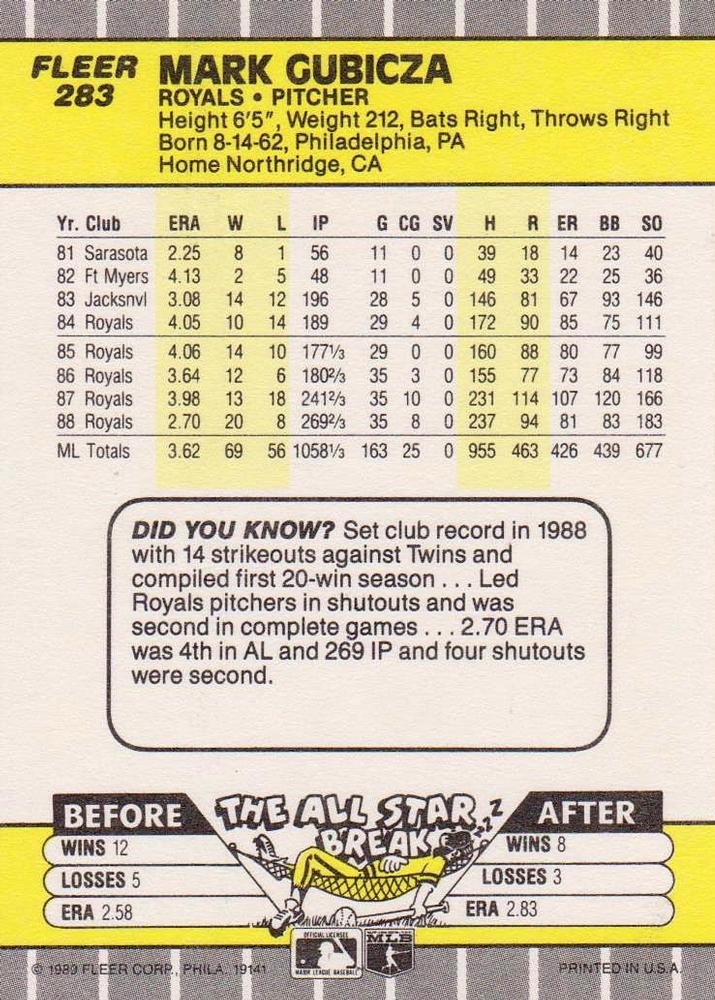 FLEER
283
MARK GUBICZA
ROYALS • PITCHER
Height 6'5", Weight 212, Bats Right, Throws Right
Born 8-14-62, Philadelphia, PA
Home Northridge, CA
Yr. Club ERA W L IP G CG SV H R ER BB SO
81 Sarasota 2.25 8 1 56 11 0 0 39 18 14 23 40
82 Ft Myers 4.13 2 5 48 11 0 0 49 33 22 25 36
83 Jacksnvl 3.08 14 12 196 28 5 0 146 81 67 93 146
84 Royals 4.05 10 14 189 29 4 0 172 90 85 75 111
85 Royals 4.06 14 10 177⅓ 29 0 0 160 88 80 77 99
86 Royals 3.64 12 6 180⅔ 35 3 0 155 77 73 84 118
87 Royals 3.98 13 18 241⅔ 35 10 0 231 114 107 120 166
88 Royals 2.70 20 8 269⅔ 35 8 0 237 94 81 83 183
ML Totals 3.62 69 56 1058⅓ 163 25 0 955 463 426 439 677
DID YOU KNOW? Set club record in 1988
with 14 strikeouts against Twins and
compiled first 20-win season . . . Led
Royals pitchers in shutouts and was
second in complete games . . . 2.70 ERA
was 4th in AL and 269 IP and four shutouts
were second.
THE ALL STAR
BREAK
ZZZ
BEFORE
WINS 12
LOSSES 5
ERA 2.58
AFTER
WINS 8
LOSSES 3
ERA 2.83
OFFICIAL LICENSEE
MAJOR LEAGUE BASEBALL
MLB
© 1989 FLEER CORP., PHILA. 19141
PRINTED IN U.S.A.